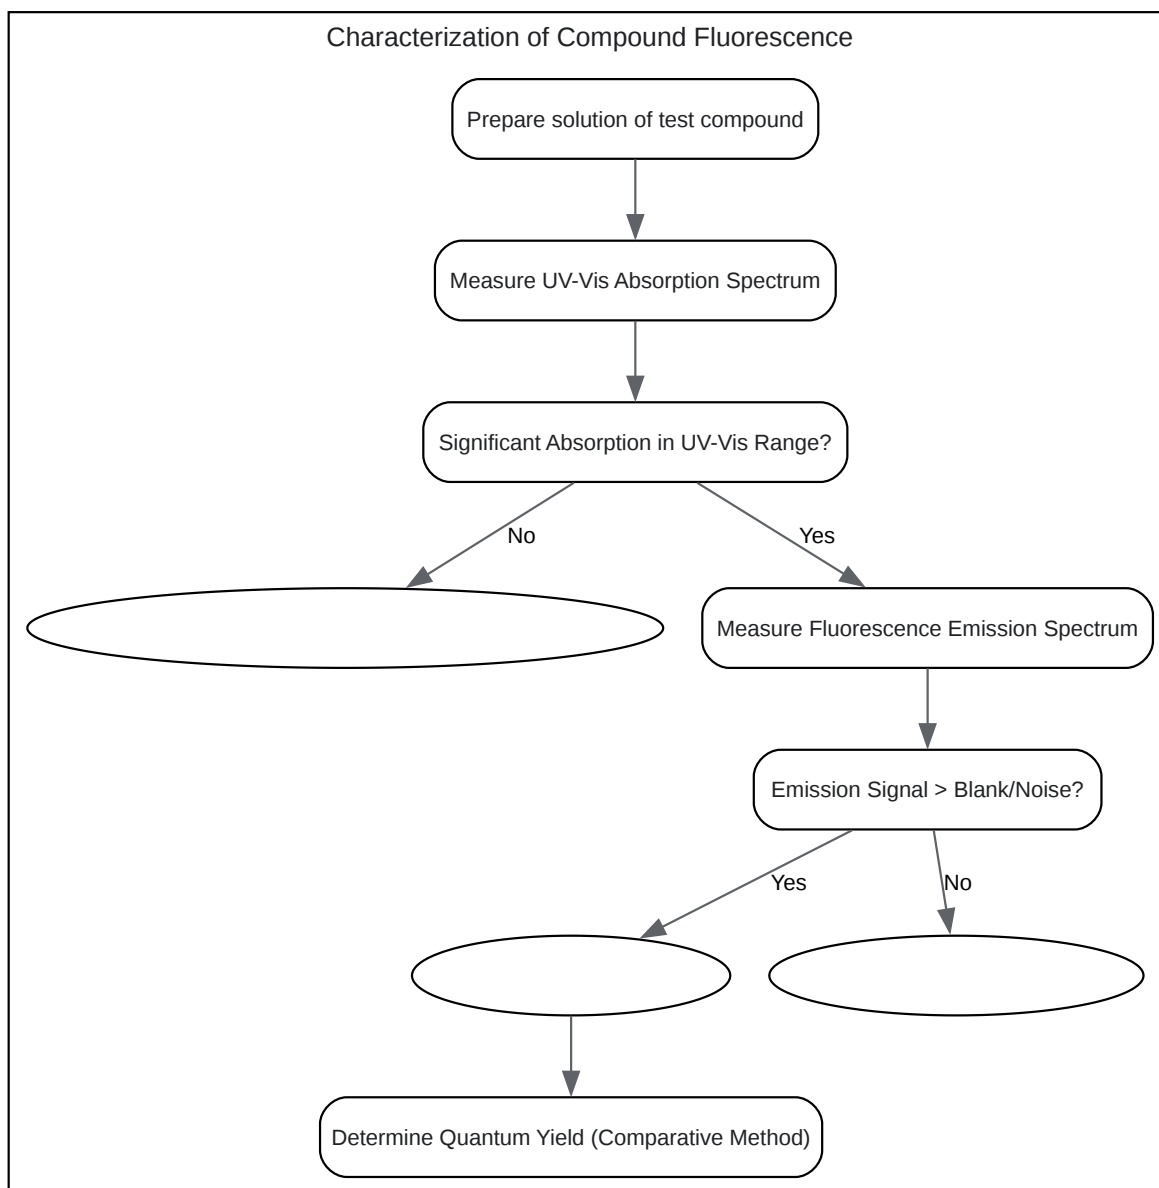 Characterization of Compound Fluorescence
Prepare solution of test compound
Measure UV-Vis Absorption Spectrum
Significant Absorption in UV-Vis Range?
No
Yes
Measure Fluorescence Emission Spectrum
Emission Signal > Blank/Noise?
Yes
No
Determine Quantum Yield (Comparative Method)